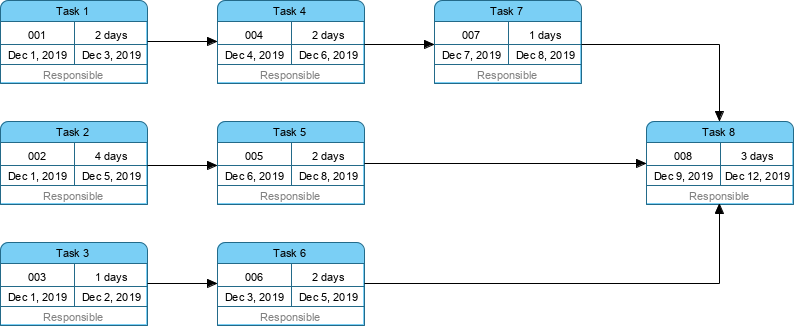 Task 1
001 2 days
Dec 1, 2019 Dec 3, 2019
Responsible
Task 4
004 2 days
Dec 4, 2019 Dec 6, 2019
Responsible
Task 7
007 1 days
Dec 7, 2019 Dec 8, 2019
Responsible
Task 2
002 4 days
Dec 1, 2019 Dec 5, 2019
Responsible
Task 5
005 2 days
Dec 6, 2019 Dec 8, 2019
Responsible
Task 8
008 3 days
Dec 9, 2019 Dec 12, 2019
Responsible
Task 3
003 1 days
Dec 1, 2019 Dec 2, 2019
Responsible
Task 6
006 2 days
Dec 3, 2019 Dec 5, 2019
Responsible